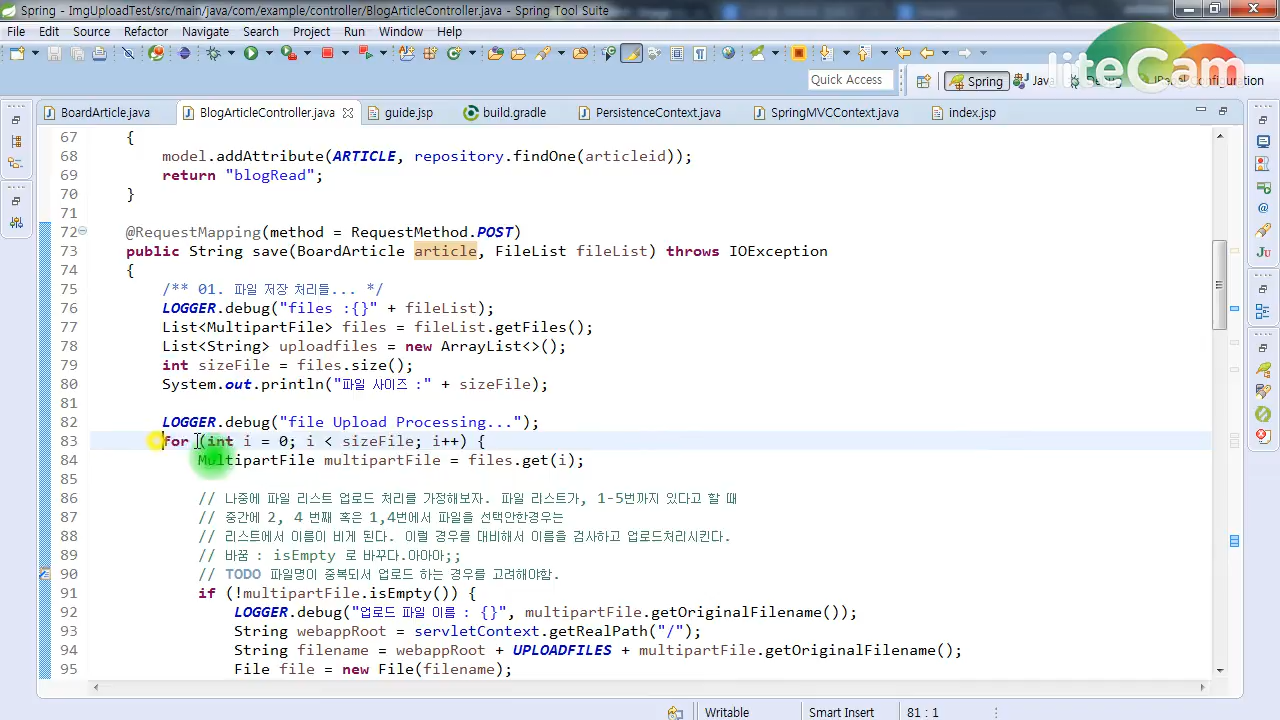 Spring - ImgUploadTest/src/main/java/com/example/controller/BlogArticleController.java - Spring Tool Suite
File Edit Source Refactor Navigate Search Project Run Window Help
liteCam
Quick Access Spring Java Configuration
BoardArticle.java BlogArticleController.java guide.jsp build.gradle PersistenceContext.java SpringMVCContext.java index.jsp
67 {
68 model.addAttribute(ARTICLE, repository.findOne(articleid));
69 return "blogRead";
70 }
71
72 @RequestMapping(method = RequestMethod.POST)
73 public String save(BoardArticle article, FileList fileList) throws IOException
74 {
75 /** 01. 파일 저장 처리들... */
76 LOGGER.debug("files :{}" + fileList);
77 List<MultipartFile> files = fileList.getFiles();
78 List<String> uploadfiles = new ArrayList<>();
79 int sizeFile = files.size();
80 System.out.println("파일 사이즈 :" + sizeFile);
81
82 LOGGER.debug("file Upload Processing...");
83 for (int i = 0; i < sizeFile; i++) {
84 MultipartFile multipartFile = files.get(i);
85
86 // 나중에 파일 리스트 업로드 처리를 가정해보자. 파일 리스트가, 1-5번까지 있다고 할 때
87 // 중간에 2, 4 번째 혹은 1,4번에서 파일을 선택안한경우는
88 // 리스트에서 이름이 비게 된다. 이럴 경우를 대비해서 이름을 검사하고 업로드처리시킨다.
89 // 바꿈 : isEmpty 로 바꾸다.아아아;;
90 // TODO 파일명이 중복되서 업로드 하는 경우를 고려해야함.
91 if (!multipartFile.isEmpty()) {
92 LOGGER.debug("업로드 파일 이름 : {}", multipartFile.getOriginalFilename());
93 String webappRoot = servletContext.getRealPath("/");
94 String filename = webappRoot + UPLOADFILES + multipartFile.getOriginalFilename();
95 File file = new File(filename);
Writable Smart Insert 81 : 1